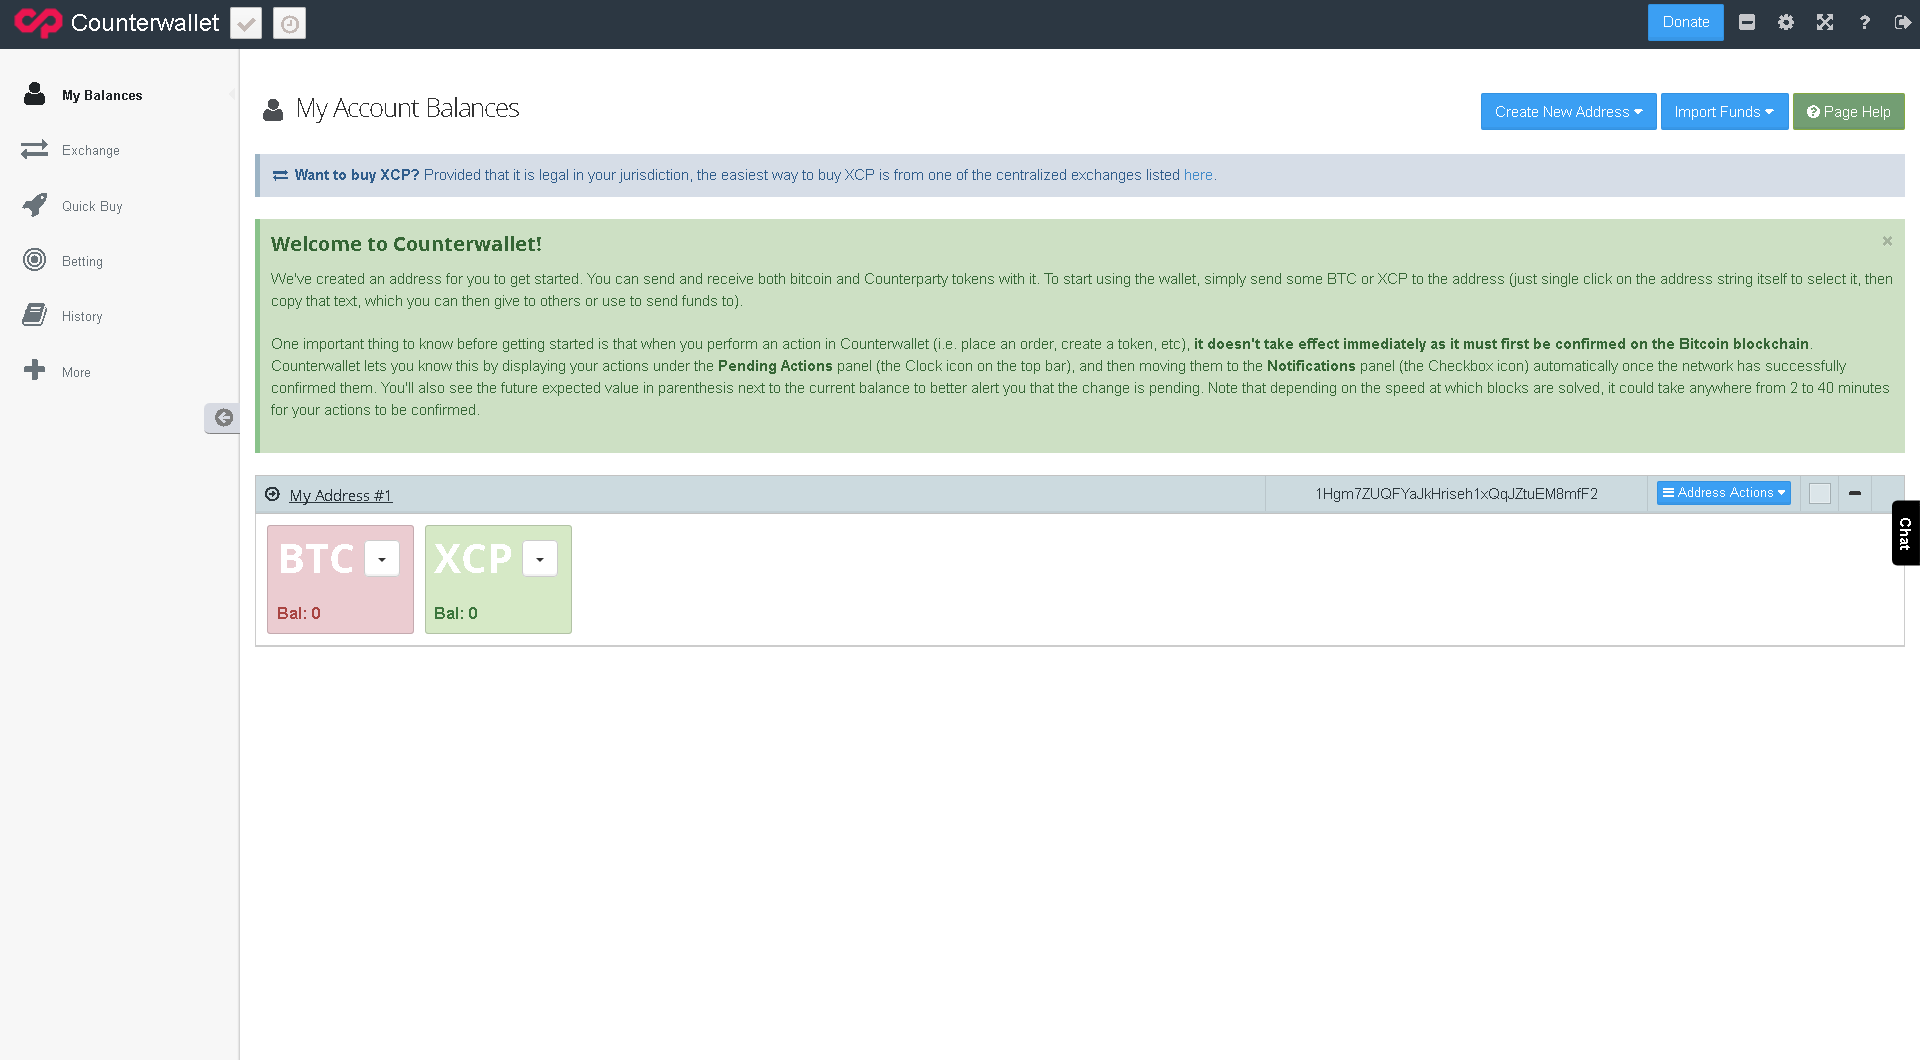 Counterwallet
Donate
My Balances
Exchange
Quick Buy
Betting
History
More
My Account Balances
Create New Address
Import Funds
Page Help
Want to buy XCP? Provided that it is legal in your jurisdiction, the easiest way to buy XCP is from one of the centralized exchanges listed here.
Welcome to Counterwallet!
We've created an address for you to get started. You can send and receive both bitcoin and Counterparty tokens with it. To start using the wallet, simply send some BTC or XCP to the address (just single click on the address string itself to select it, then
copy that text, which you can then give to others or use to send funds to).
One important thing to know before getting started is that when you perform an action in Counterwallet (i.e. place an order, create a token, etc), it doesn't take effect immediately as it must first be confirmed on the Bitcoin blockchain.
Counterwallet lets you know this by displaying your actions under the Pending Actions panel (the Clock icon on the top bar), and then moving them to the Notifications panel (the Checkbox icon) automatically once the network has successfully
confirmed them. You'll also see the future expected value in parenthesis next to the current balance to better alert you that the change is pending. Note that depending on the speed at which blocks are solved, it could take anywhere from 2 to 40 minutes
for your actions to be confirmed.
My Address #1
1Hgm7ZUQFYaJkHriseh1xQqJZtuEM8mfF2
Address Actions
Chat
BTC
Bal: 0
XCP
Bal: 0